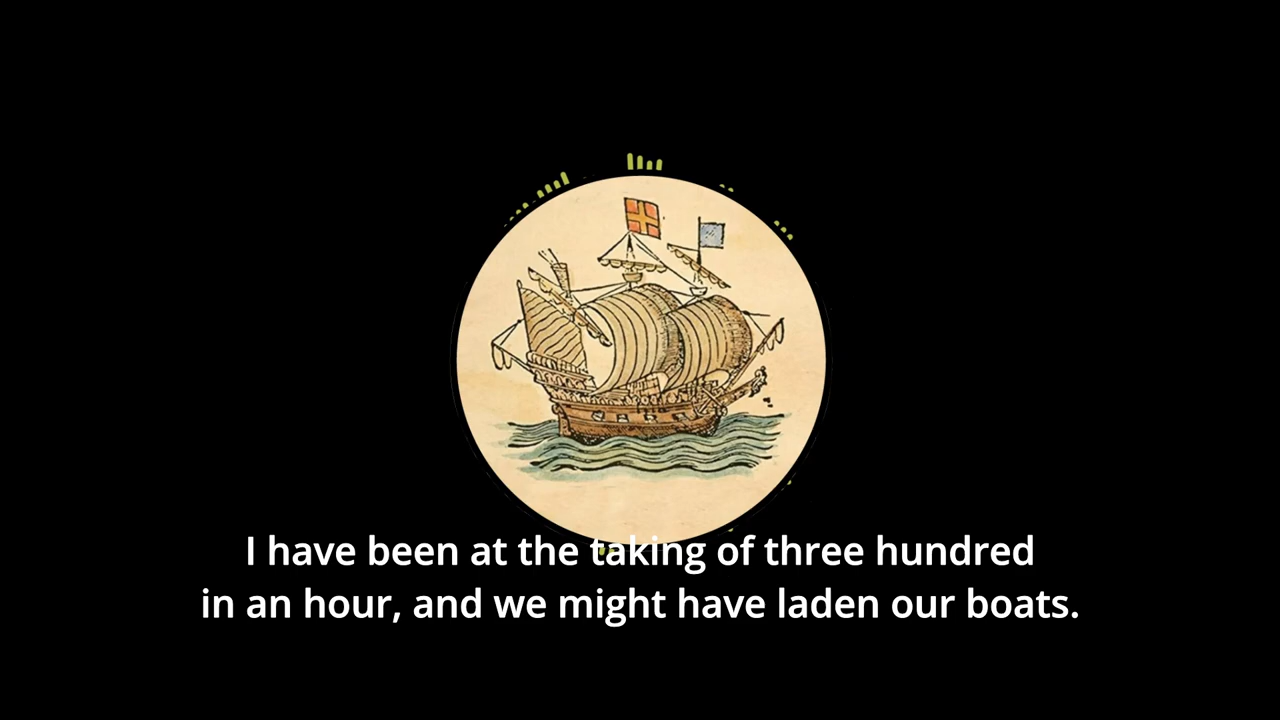 I have been at the taking of three hundred
in an hour, and we might have laden our boats.